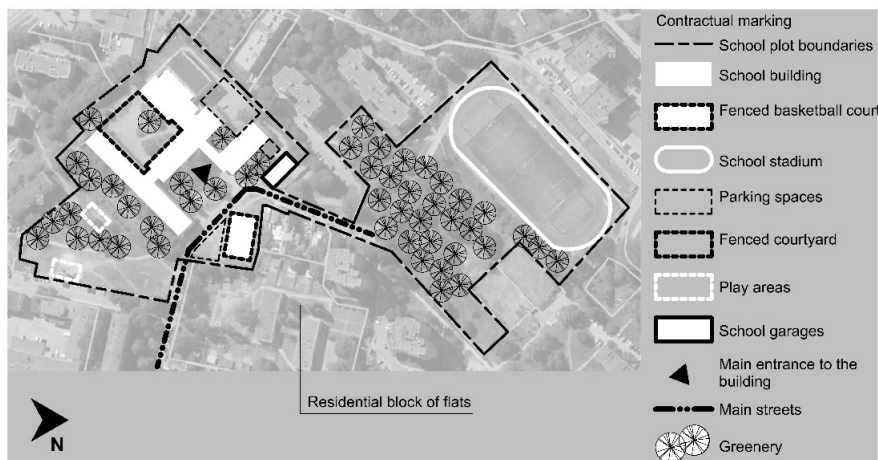 Contractual marking
School plot boundaries
School building
Fenced basketball court
School stadium
Parking spaces
Fenced courtyard
Play areas
School garages
Main entrance to the
building
Main streets
Greenery
Residential block of flats
N